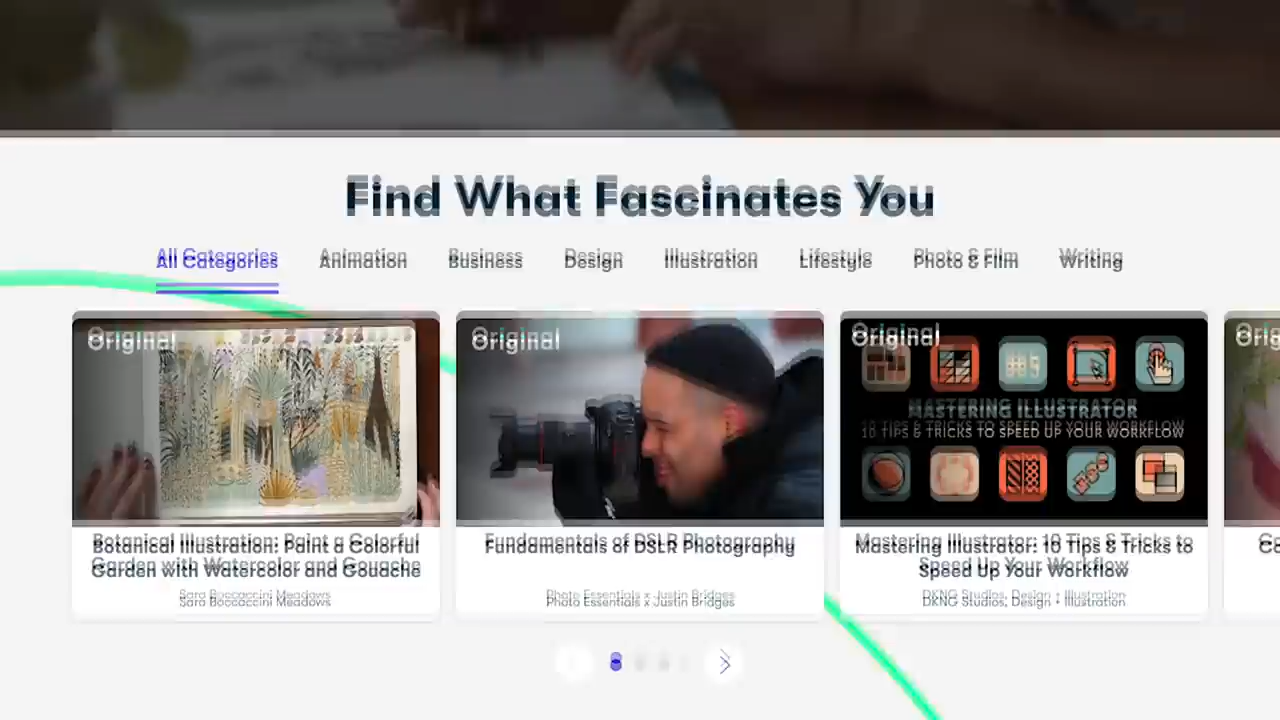 Find What Fascinates You
All Categories Animation Business Design Illustration Lifestyle Photo & Film Writing
Original Original Original Orig
MASTERING ILLUSTRATOR
10 TIPS & TRICKS TO SPEED UP YOUR WORKFLOW
Botanical Illustration: Paint a Colorful
Garden with Watercolor and Gouache
Sara Boccaccini Meadows
Fundamentals of DSLR Photography
Photo Essentials x Justin Bridges
Mastering Illustrator: 10 Tips & Tricks to
Speed Up Your Workflow
DKNG Studios, Design + Illustration